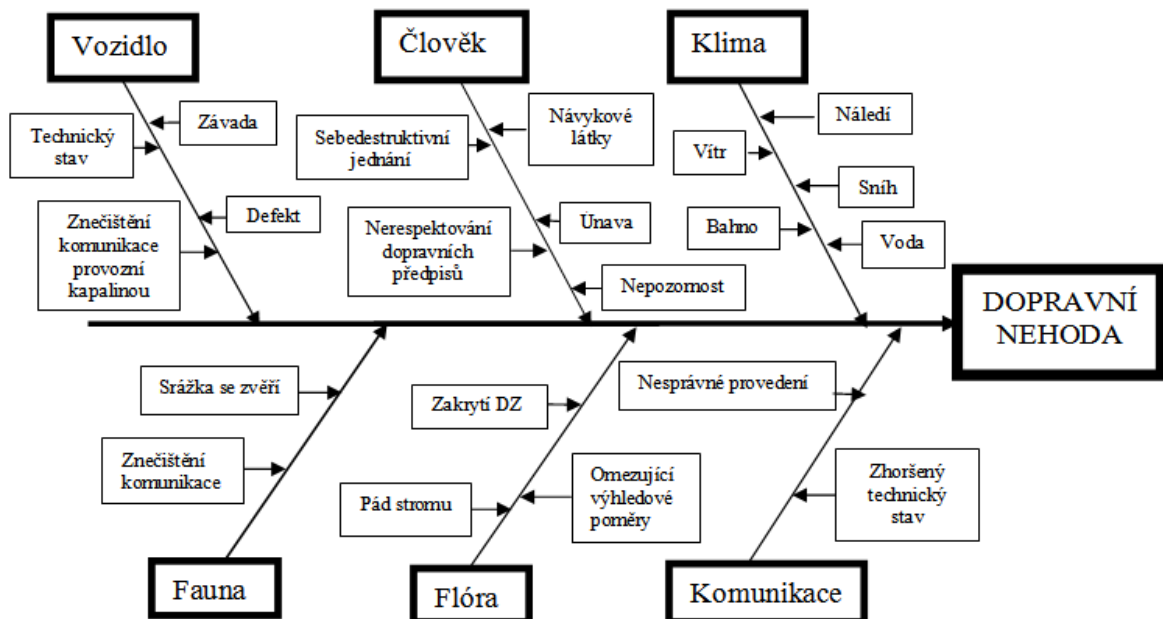 Vozidlo
Člověk
Klima
Závada
Technický
stav
Defekt
Znečištění
komunikace
provozní
kapalinou
Návykové
látky
Sebedestruktivní
jednání
Únava
Nerespektování
dopravních
předpisů
Nepozornost
Náledí
Vítr
Sníh
Bahno
Voda
DOPRAVNÍ
NEHODA
Srážka se zvěří
Znečištění
komunikace
Zakrytí DZ
Omezující
výhledové
poměry
Pád stromu
Nesprávné provedení
Zhoršený
technický
stav
Fauna
Flóra
Komunikace